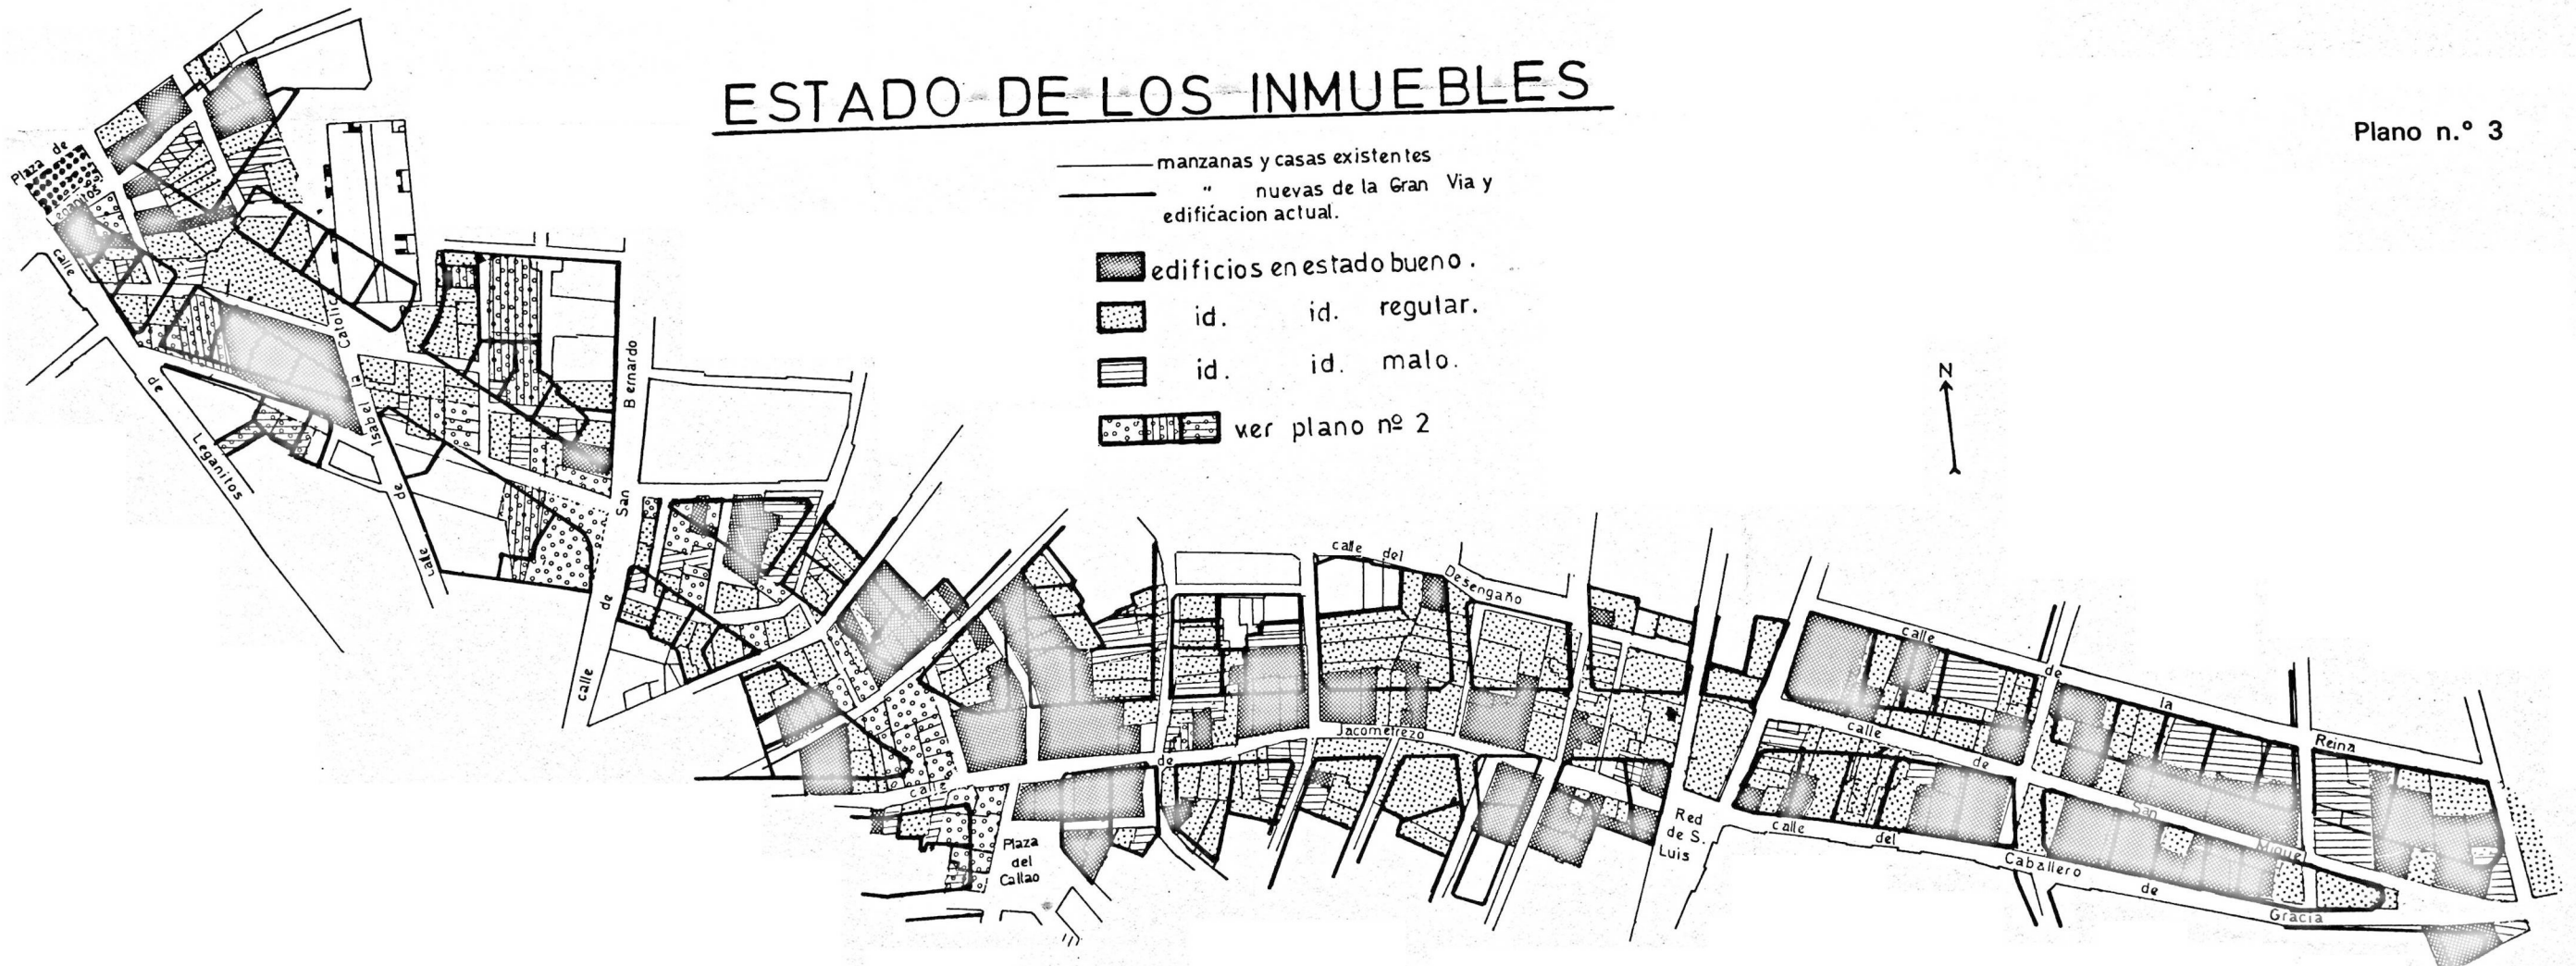 ESTADO DE LOS INMUEBLES
Plano n.º 3
manzanas y casas existentes
" nuevas de la Gran Via y
edificacion actual.
edificios en estado bueno.
id. id. regular.
id. id. malo.
ver plano nº 2
N
Plaza de
calle
de
Leganitos
calle
de
Isabel la
Catolica
calle
de
San
Bernardo
calle del
Desengaño
calle
de
Jacometrezo
Plaza
del
Callao
Red
de S.
Luis
calle
de
la
Reina
calle
de
San
Miguel
calle
del
Caballero
de
Gracia